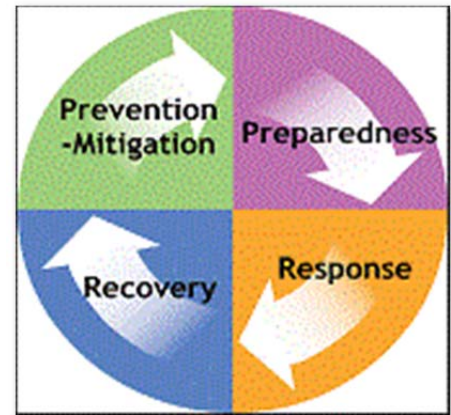 Prevention
-Mitigation
Preparedness
Response
Recovery